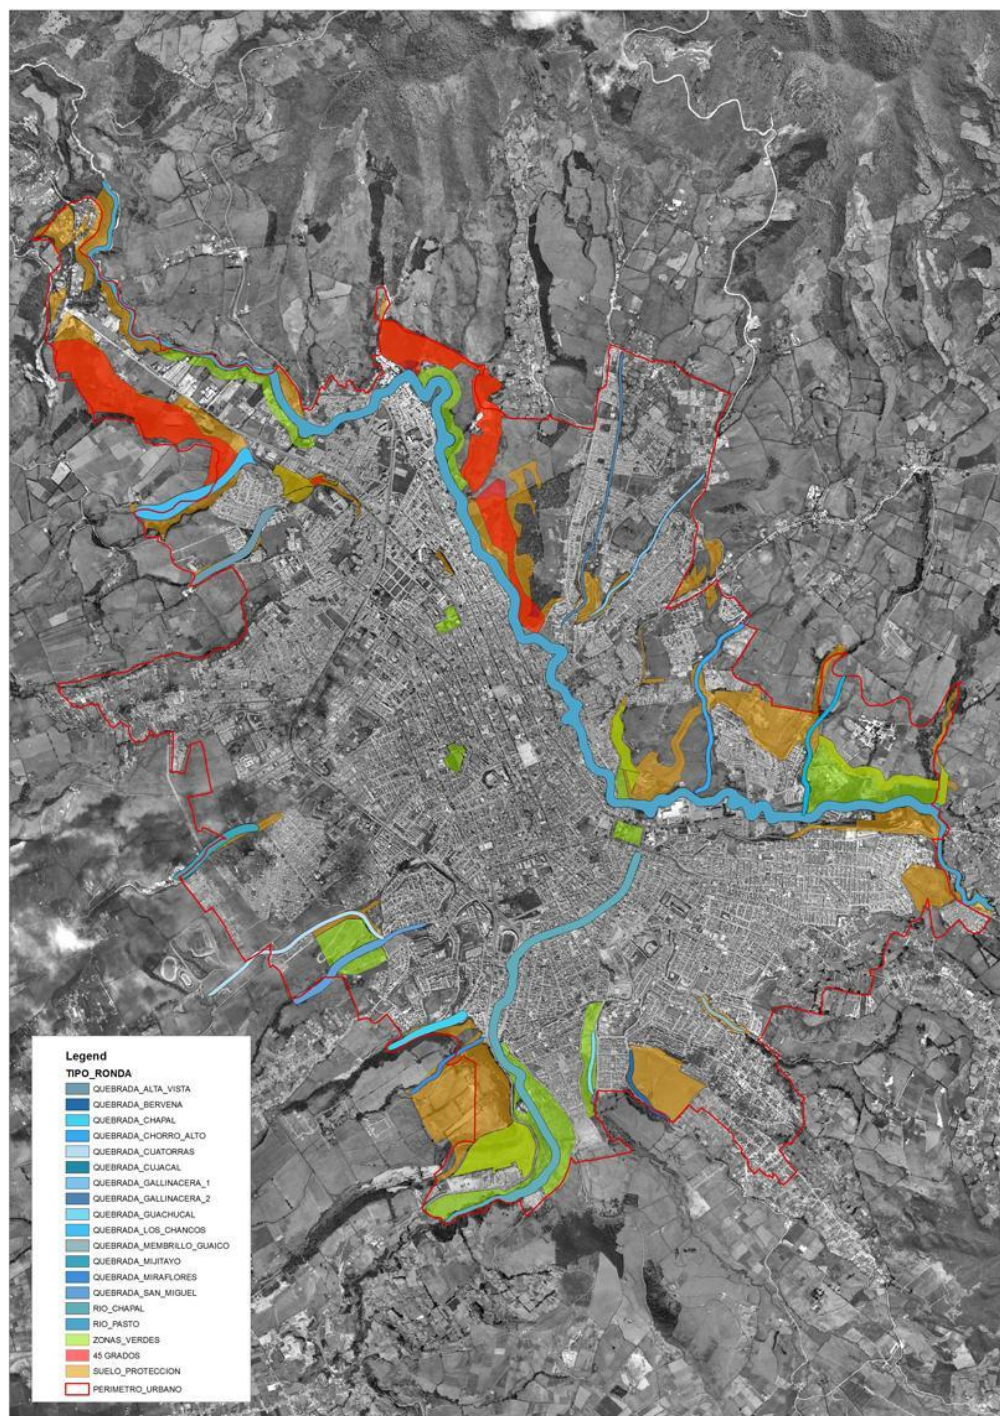 Legend
TIPO_RONDA
QUEBRADA_ALTA_VISTA
QUEBRADA_BERVENA
QUEBRADA_CHAPAL
QUEBRADA_CHORRO_ALTO
QUEBRADA_CUATORRAS
QUEBRADA_CUJACAL
QUEBRADA_GALLINACERA_1
QUEBRADA_GALLINACERA_2
QUEBRADA_GUACHUCAL
QUEBRADA_LOS_CHANCOS
QUEBRADA_MEMBRILLO_GUAICO
QUEBRADA_MIJITAYO
QUEBRADA_MIRAFLORES
QUEBRADA_SAN_MIGUEL
RIO_CHAPAL
RIO_PASTO
ZONAS_VERDES
45 GRADOS
SUELO_PROTECCION
PERIMETRO_URBANO